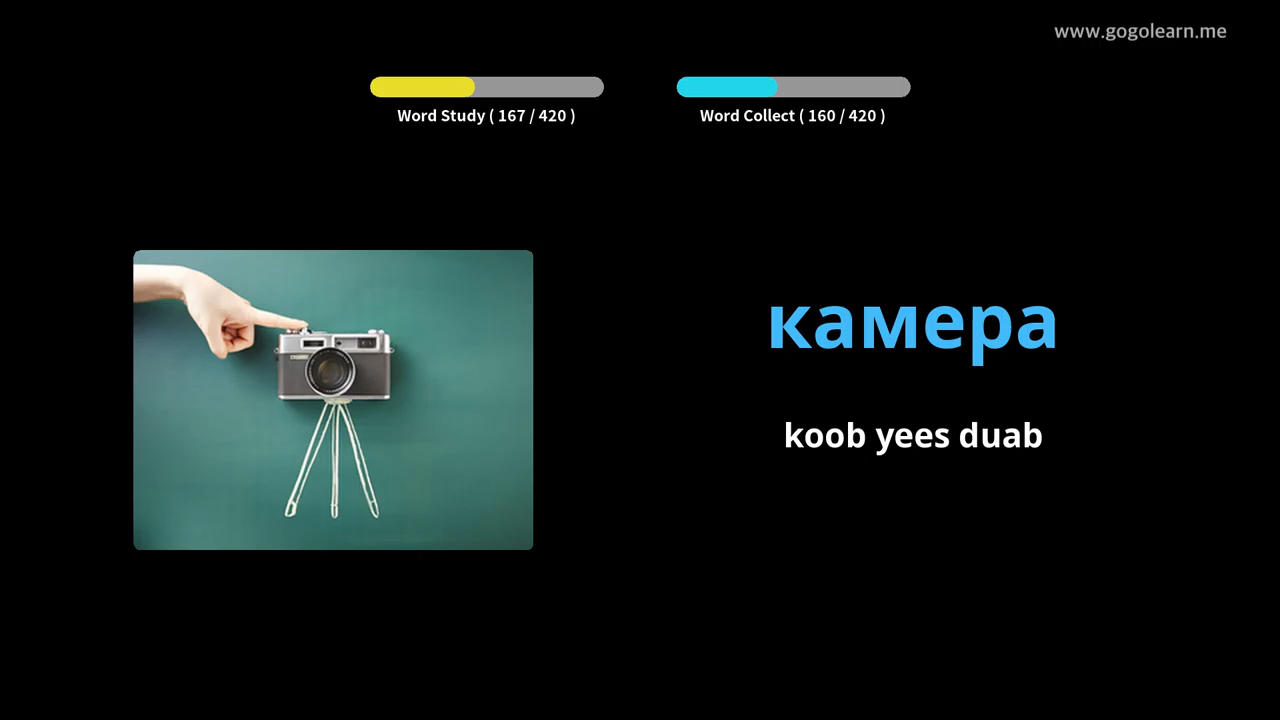 www.gogolearn.me
Word Study ( 167 / 420 )
Word Collect ( 160 / 420 )
камера
koob yees duab